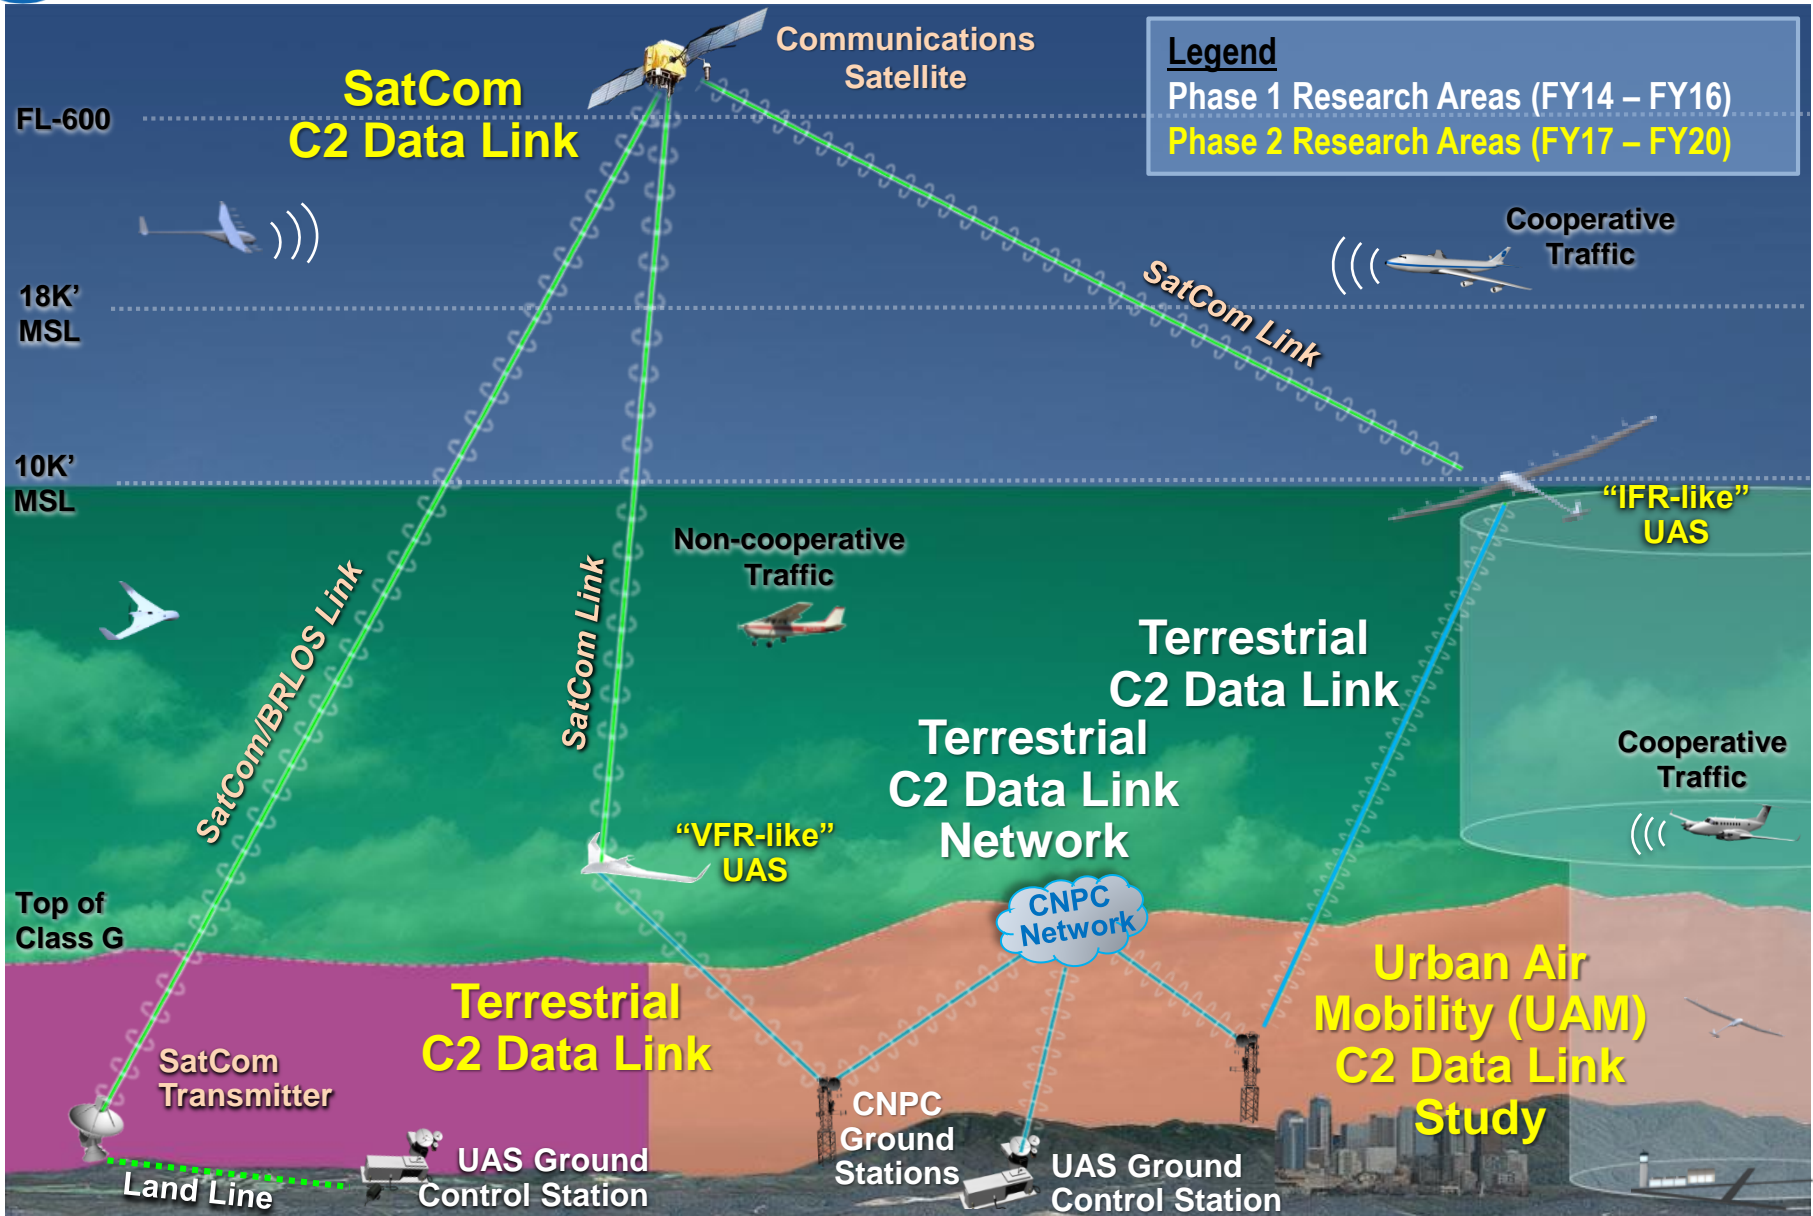 Communications
Satellite
Legend
Phase 1 Research Areas (FY14 – FY16)
Phase 2 Research Areas (FY17 – FY20)
SatCom
C2 Data Link
FL-600
Cooperative
Traffic
18K’
MSL
SatCom Link
10K’
MSL
“IFR-like”
UAS
Non-cooperative
Traffic
SatCom/BRLOS Link
SatCom Link
Terrestrial
C2 Data Link
Terrestrial
C2 Data Link
Network
Cooperative
Traffic
“VFR-like”
UAS
Top of
Class G
CNPC
Network
Urban Air
Mobility (UAM)
C2 Data Link
Study
Terrestrial
C2 Data Link
SatCom
Transmitter
CNPC
Ground
Stations
UAS Ground
Control Station
UAS Ground
Control Station
Land Line